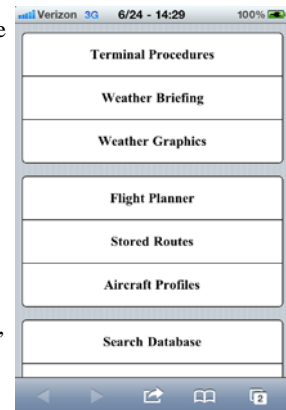 e
Verizon 3G 6/24 - 14:29 100%
Terminal Procedures
Weather Briefing
Weather Graphics
Flight Planner
Stored Routes
Aircraft Profiles
,
Search Database
2